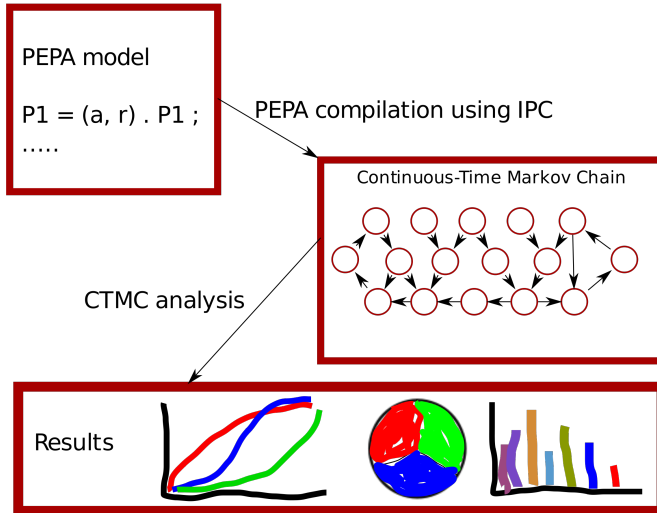 PEPA model
P1 = (a, r) . P1 ;
.....
PEPA compilation using IPC
Continuous-Time Markov Chain
CTMC analysis
Results